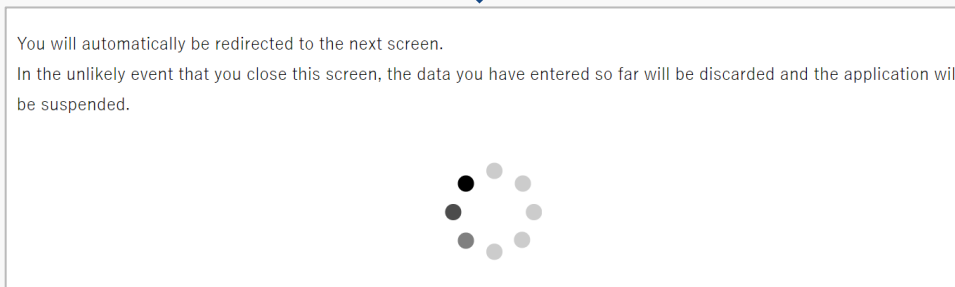 You will automatically be redirected to the next screen.
In the unlikely event that you close this screen, the data you have entered so far will be discarded and the application wil
be suspended.